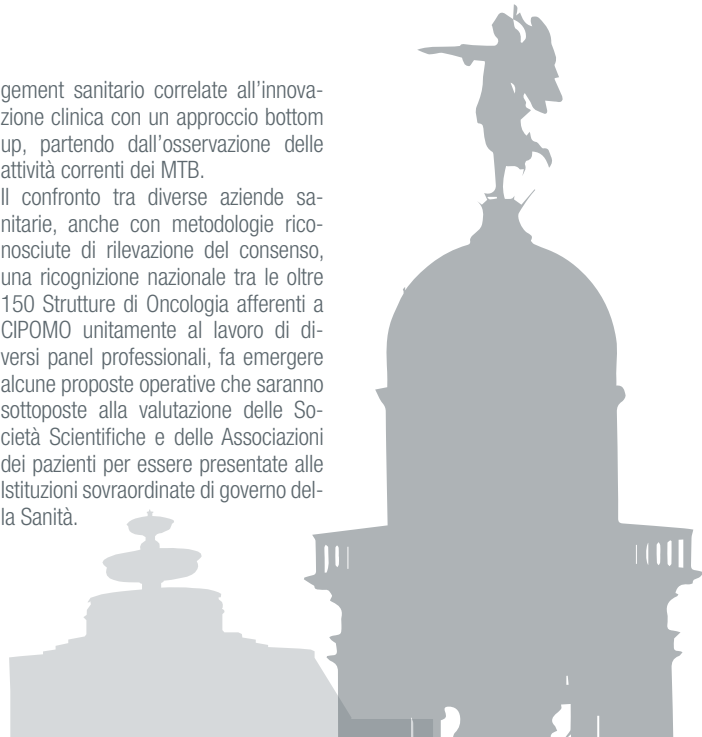 gement sanitario correlate all'innova-
zione clinica con un approccio bottom
up, partendo dall'osservazione delle
attività correnti dei MTB.
Il confronto tra diverse aziende sa-
nitarie, anche con metodologie rico-
nosciute di rilevazione del consenso,
una ricognizione nazionale tra le oltre
150 Strutture di Oncologia afferenti a
CIPOMO unitamente al lavoro di di-
versi panel professionali, fa emergere
alcune proposte operative che saranno
sottoposte alla valutazione delle So-
cietà Scientifiche e delle Associazioni
dei pazienti per essere presentate alle
Istituzioni sovraordinate di governo del-
la Sanità.